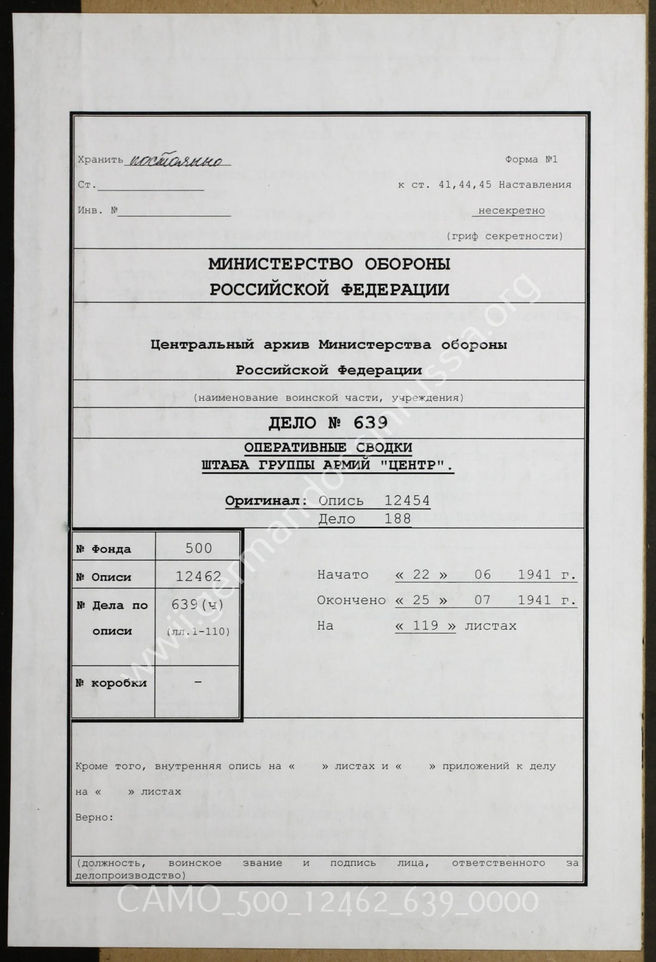 Хранить постоянно
Форма №1
Ст.
к ст. 41,44,45 Наставления
Инв. №
несекретно
(гриф секретности)
МИНИСТЕРСТВО ОБОРОНЫ
РОССИЙСКОЙ ФЕДЕРАЦИИ
Центральный архив Министерства обороны
Российской Федерации
(наименование воинской части, учреждения)
ДЕЛО № 639
ОПЕРАТИВНЫЕ СВОДКИ
ШТАБА ГРУППЫ АРМИЙ "ЦЕНТР".
Оригинал: Опись 12454
Дело 188
№ Фонда 500
№ Описи 12462
№ Дела по описи 639(ч)
(лл.1-110)
№ коробки –
Начато « 22 » 06 1941 г.
Окончено « 25 » 07 1941 г.
На « 119 » листах
Кроме того, внутренняя опись на « » листах и « » приложений к делу
на « » листах
Верно:
(должность, воинское звание и подпись лица, ответственного за
делопроизводство)
www.germandocsinrussia.org
CAMO_500_12462_639_0000